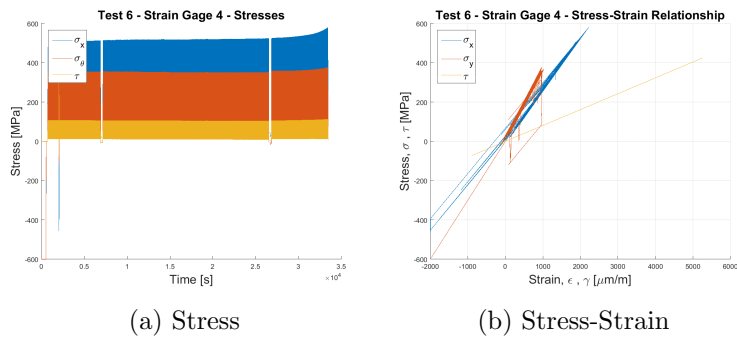 Test 6 - Strain Gage 4 - Stresses
σx
σθ
τ
600
400
200
0
-200
-400
-600
Stress [MPa]
0 0.5 1 1.5 2 2.5 3 3.5
×10⁴
Time [s]
(a) Stress
Test 6 - Strain Gage 4 - Stress-Strain Relationship
σx
σy
τ
600
400
200
0
-200
-400
-600
Stress, σ , τ [MPa]
-2000 -1000 0 1000 2000 3000 4000 5000 6000
Strain, ϵ , γ [μm/m]
(b) Stress-Strain